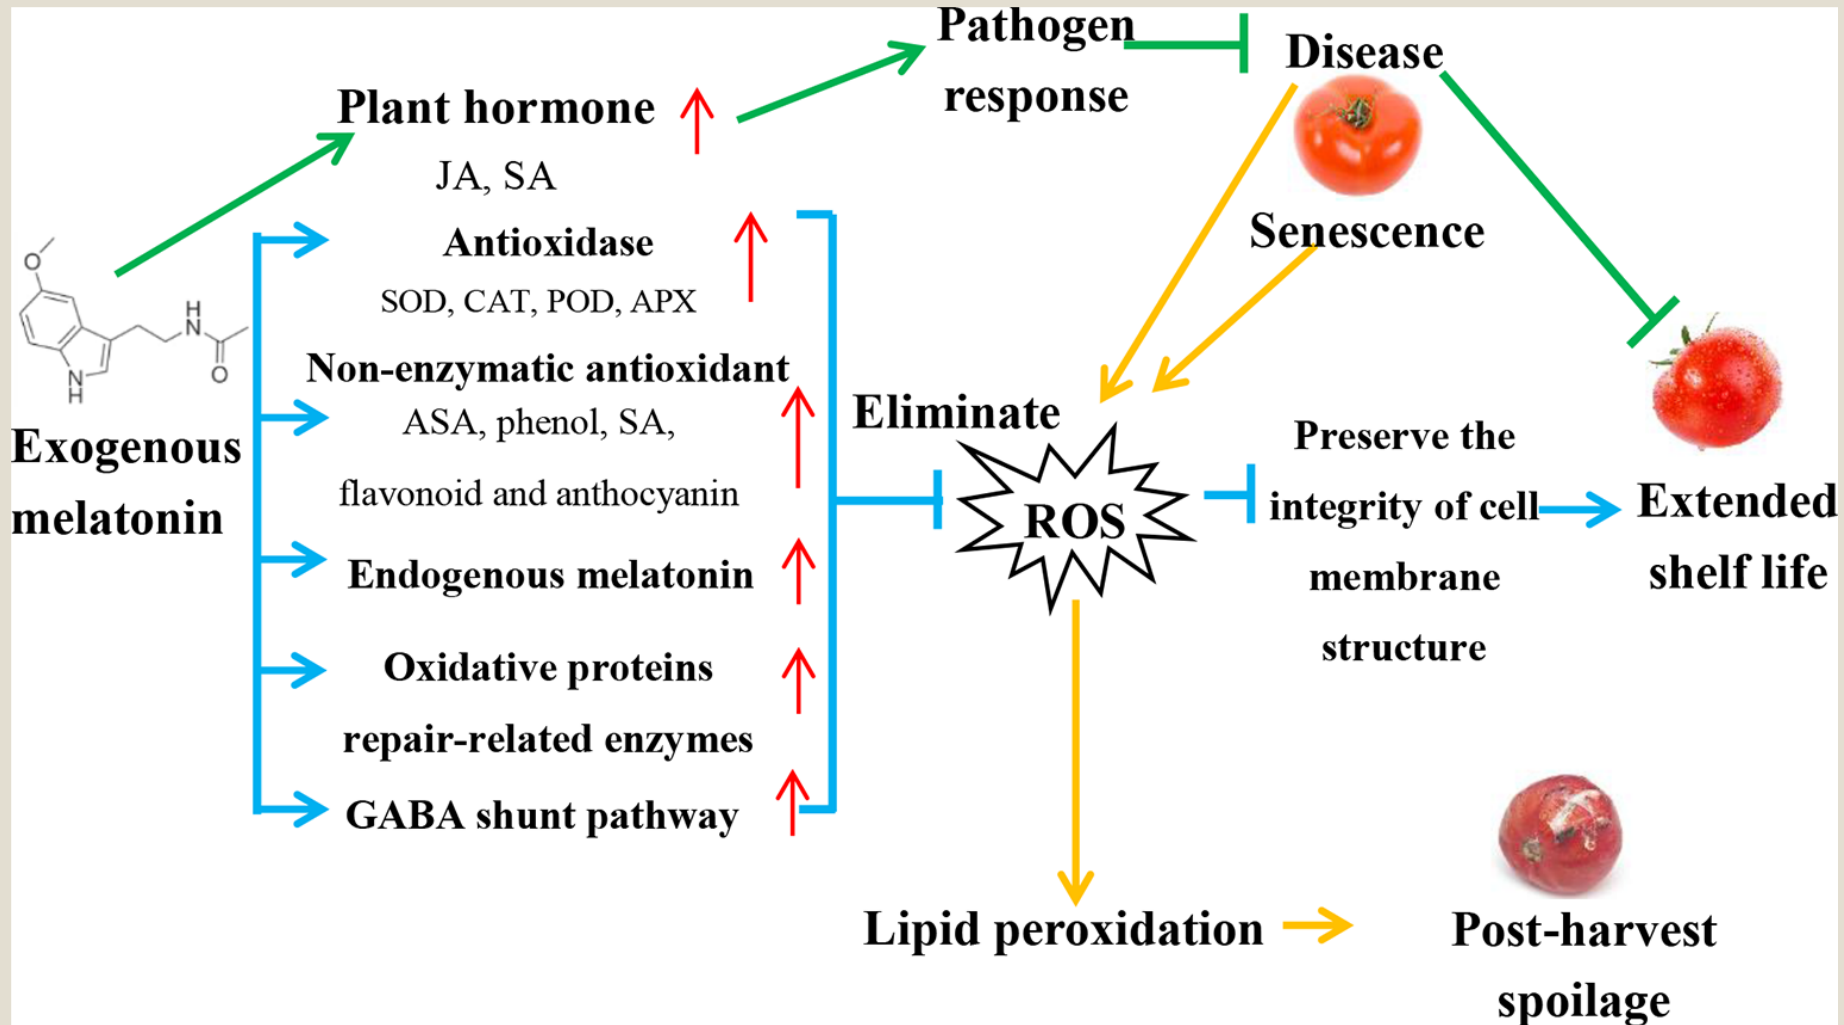 Pathogen
response
Disease
Plant hormone
JA, SA
Senescence
Antioxidase
SOD, CAT, POD, APX
O
H
N
O
N
H
Exogenous
melatonin
Non-enzymatic antioxidant
ASA, phenol, SA,
flavonoid and anthocyanin
Endogenous melatonin
Oxidative proteins
repair-related enzymes
GABA shunt pathway
Eliminate
ROS
Preserve the
integrity of cell
membrane
structure
Extended
shelf life
Lipid peroxidation
Post-harvest
spoilage